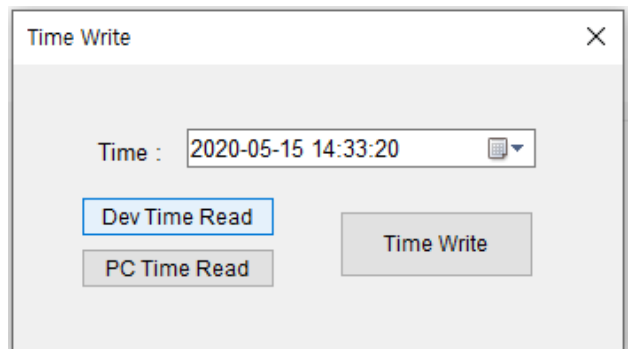 Time Write
Time : 2020-05-15 14:33:20
Dev Time Read
Time Write
PC Time Read